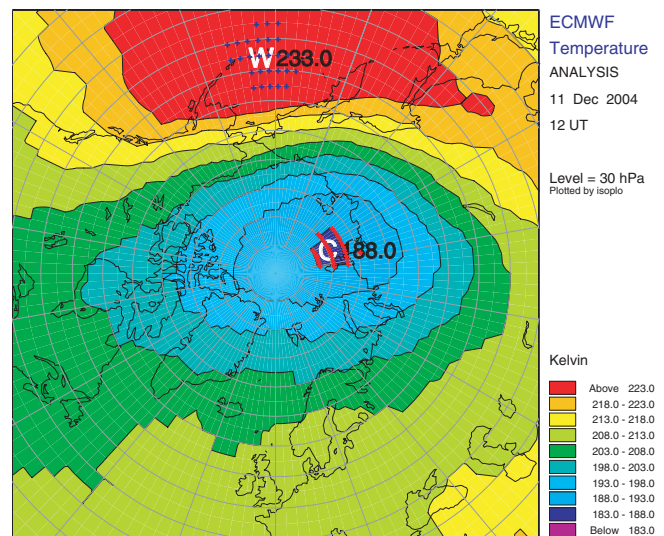 ECMWF
Temperature
ANALYSIS
11 Dec 2004
12 UT
Level = 30 hPa
Plotted by isoplo
W 233.0
C 188.0
Kelvin
Above 223.0
218.0 - 223.0
213.0 - 218.0
208.0 - 213.0
203.0 - 208.0
198.0 - 203.0
193.0 - 198.0
188.0 - 193.0
183.0 - 188.0
Below 183.0